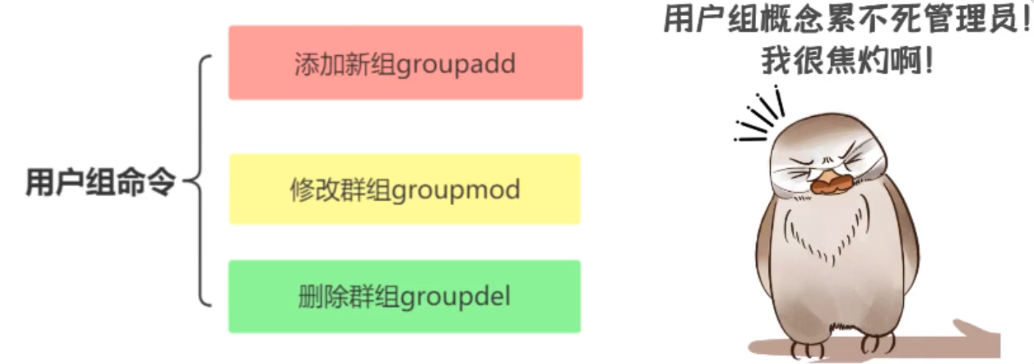 用户组命令
添加新组groupadd
修改群组groupmod
删除群组groupdel
用户组概念累不死管理员!
我很焦灼啊!